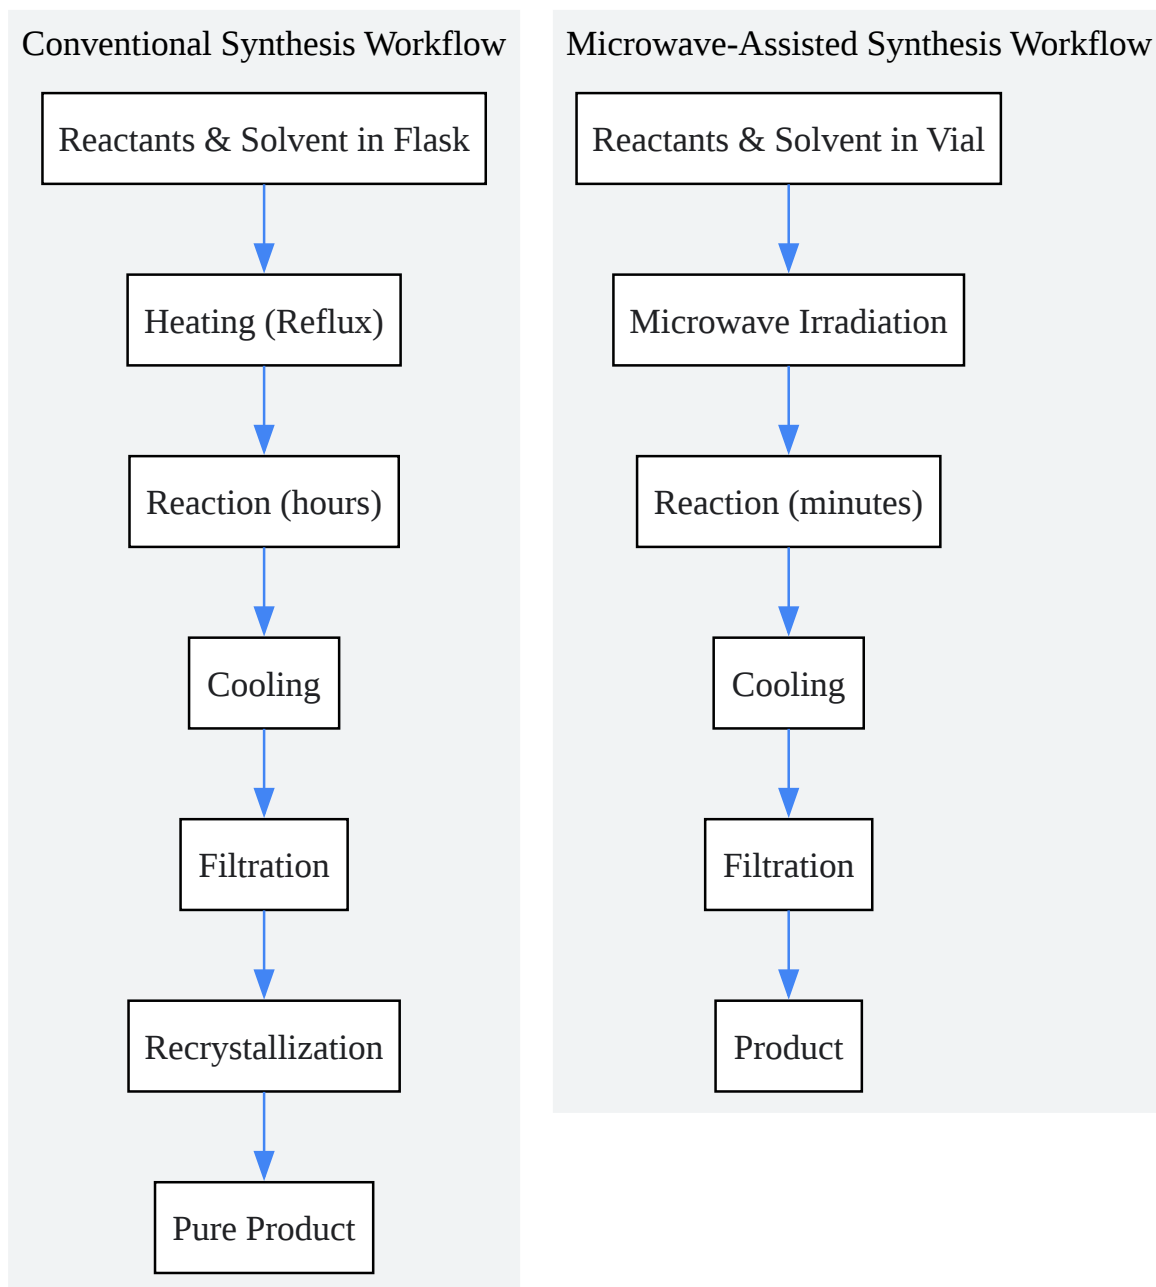 Conventional Synthesis Workflow
Reactants & Solvent in Flask
Heating (Reflux)
Reaction (hours)
Cooling
Filtration
Recrystallization
Pure Product
Microwave-Assisted Synthesis Workflow
Reactants & Solvent in Vial
Microwave Irradiation
Reaction (minutes)
Cooling
Filtration
Product